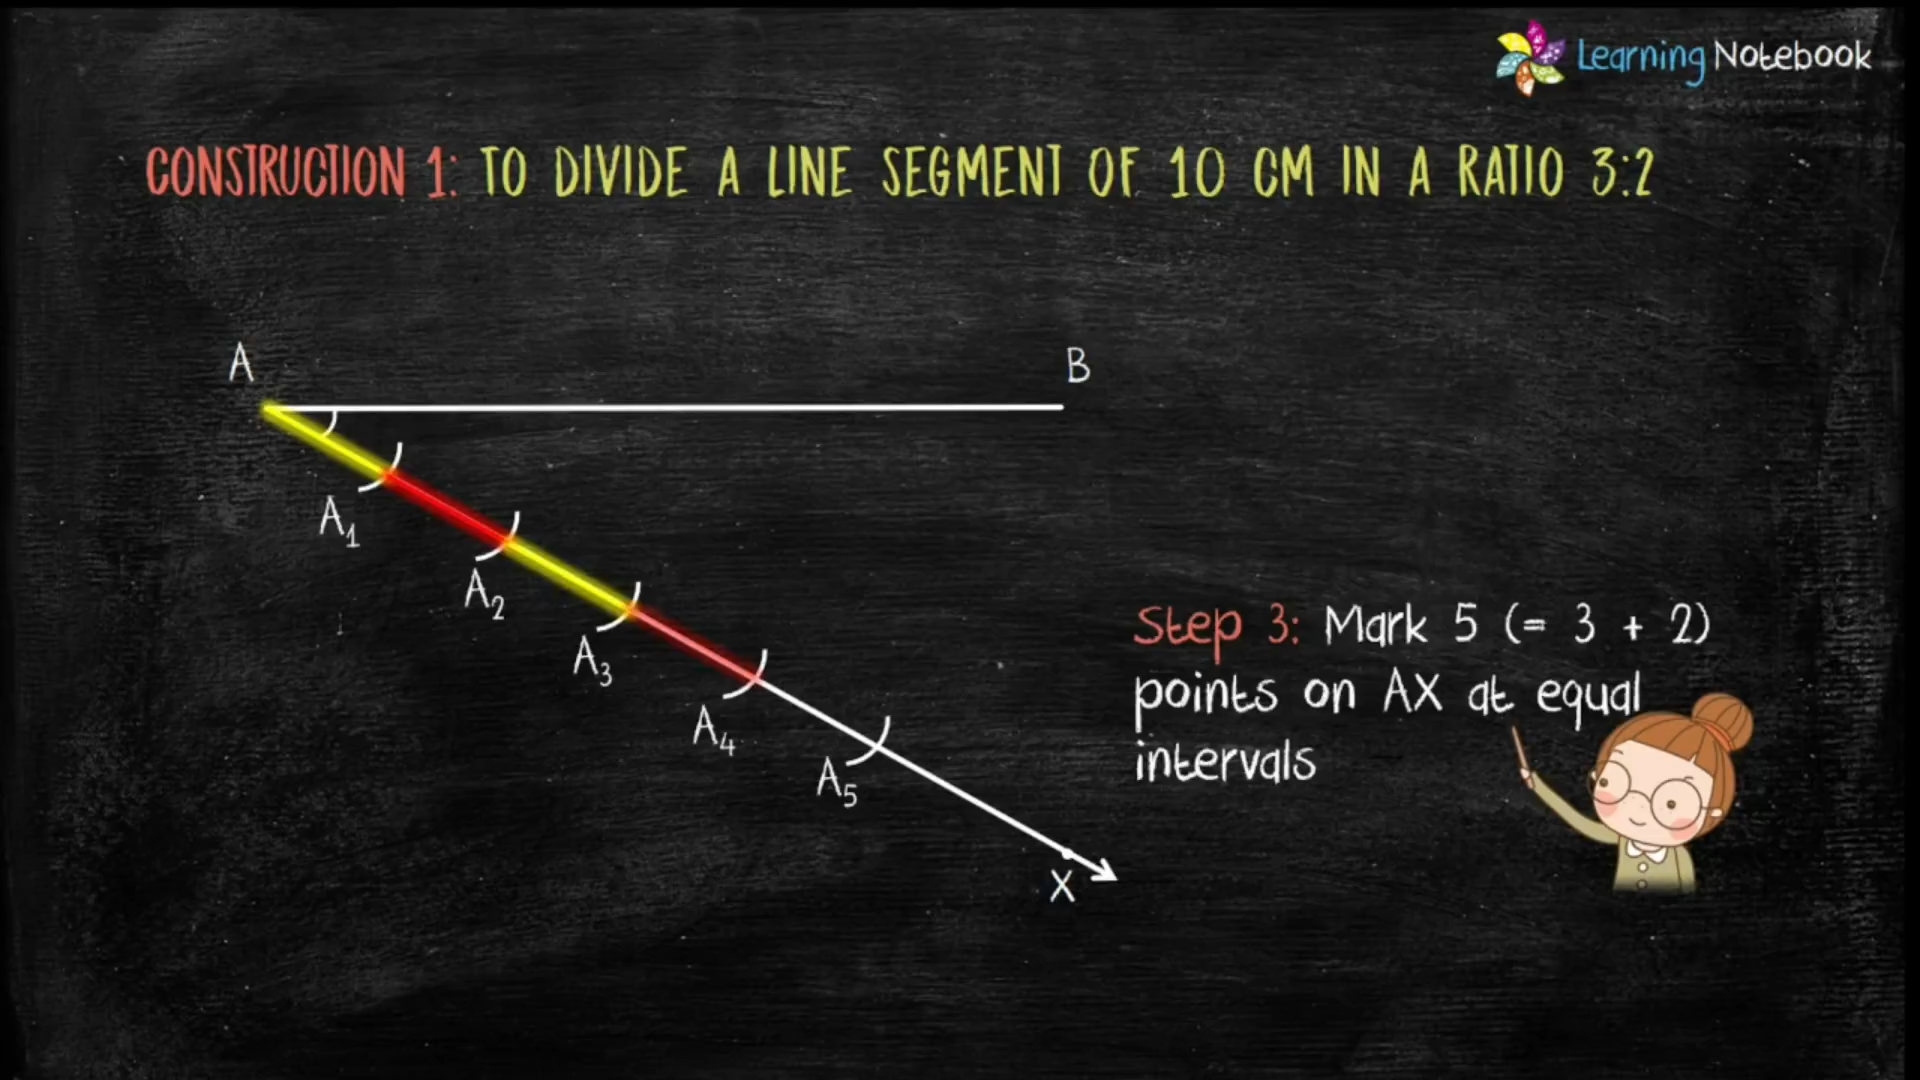 Learning Notebook
CONSTRUCTION 1: TO DIVIDE A LINE SEGMENT OF 10 CM IN A RATIO 3:2
A
B
A₁
A₂
A₃
A₄
A₅
X
Step 3: Mark 5 (= 3 + 2)
points on AX at equal
intervals